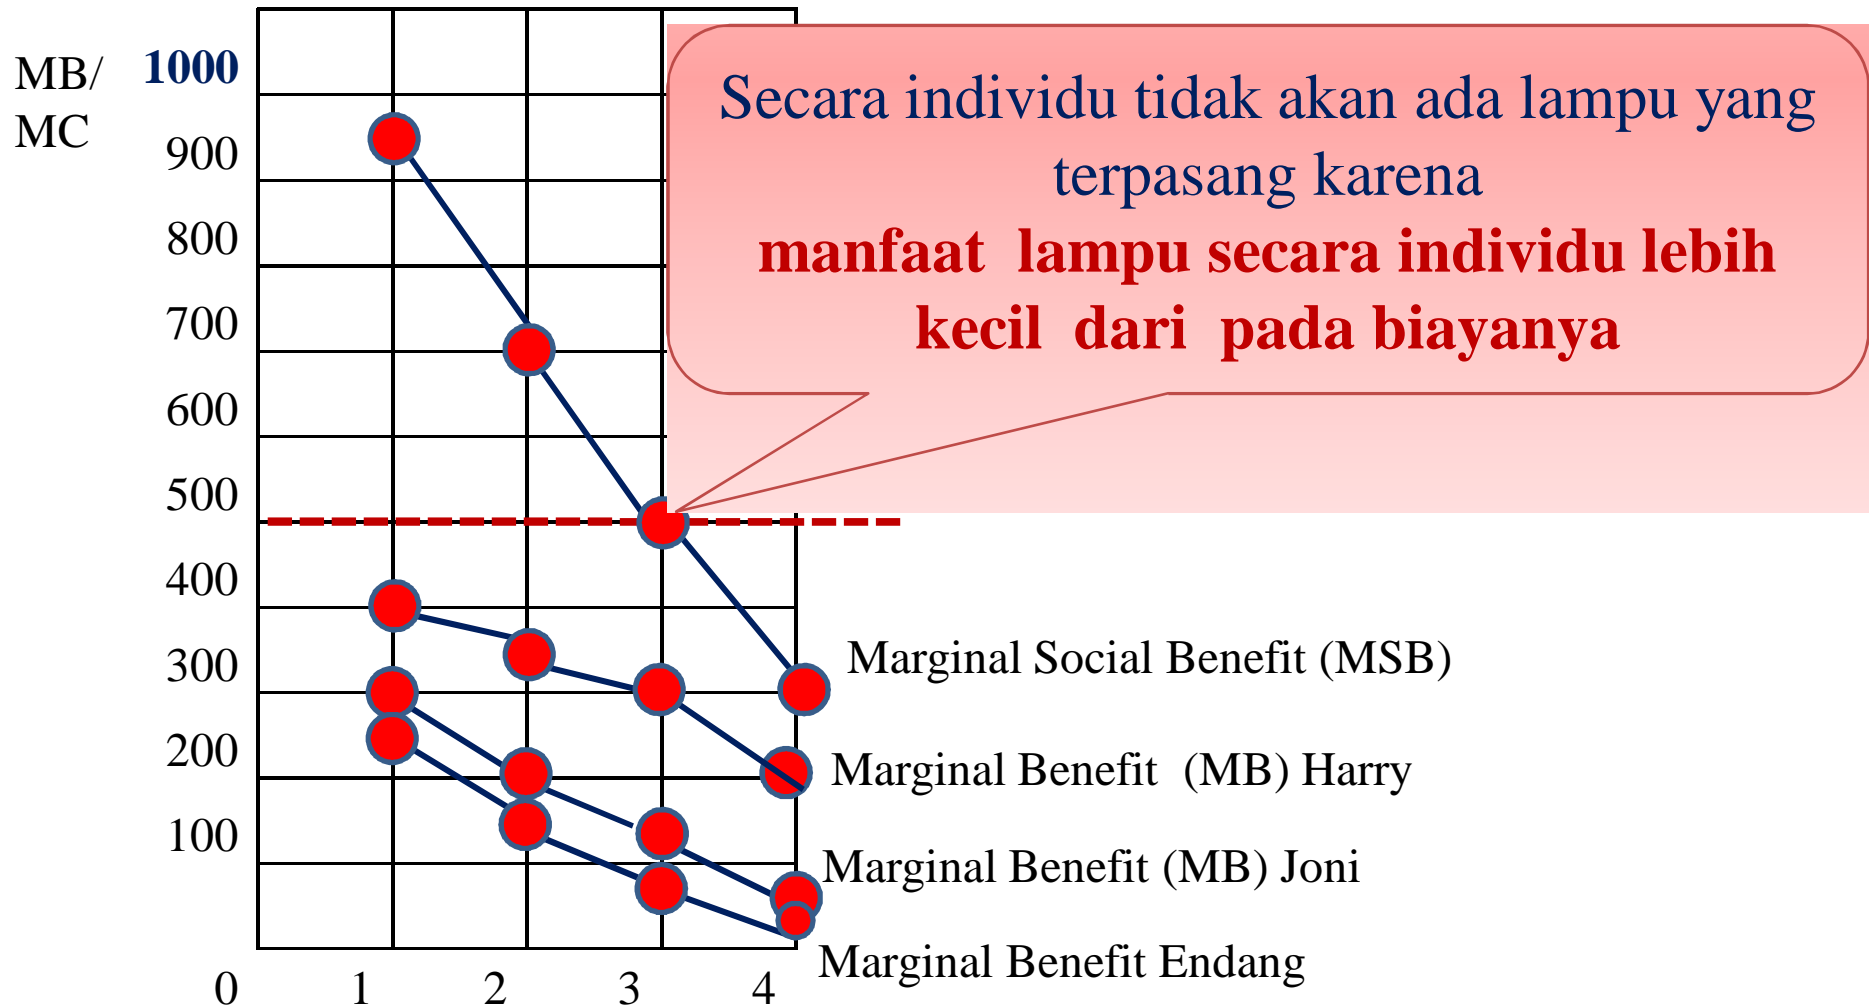 MB/
MC
1000
900
800
700
600
500
400
300
200
100
0 1 2 3 4
Secara individu tidak akan ada lampu yang
terpasang karena
manfaat lampu secara individu lebih
kecil dari pada biayanya
Marginal Social Benefit (MSB)
Marginal Benefit (MB) Harry
Marginal Benefit (MB) Joni
Marginal Benefit Endang